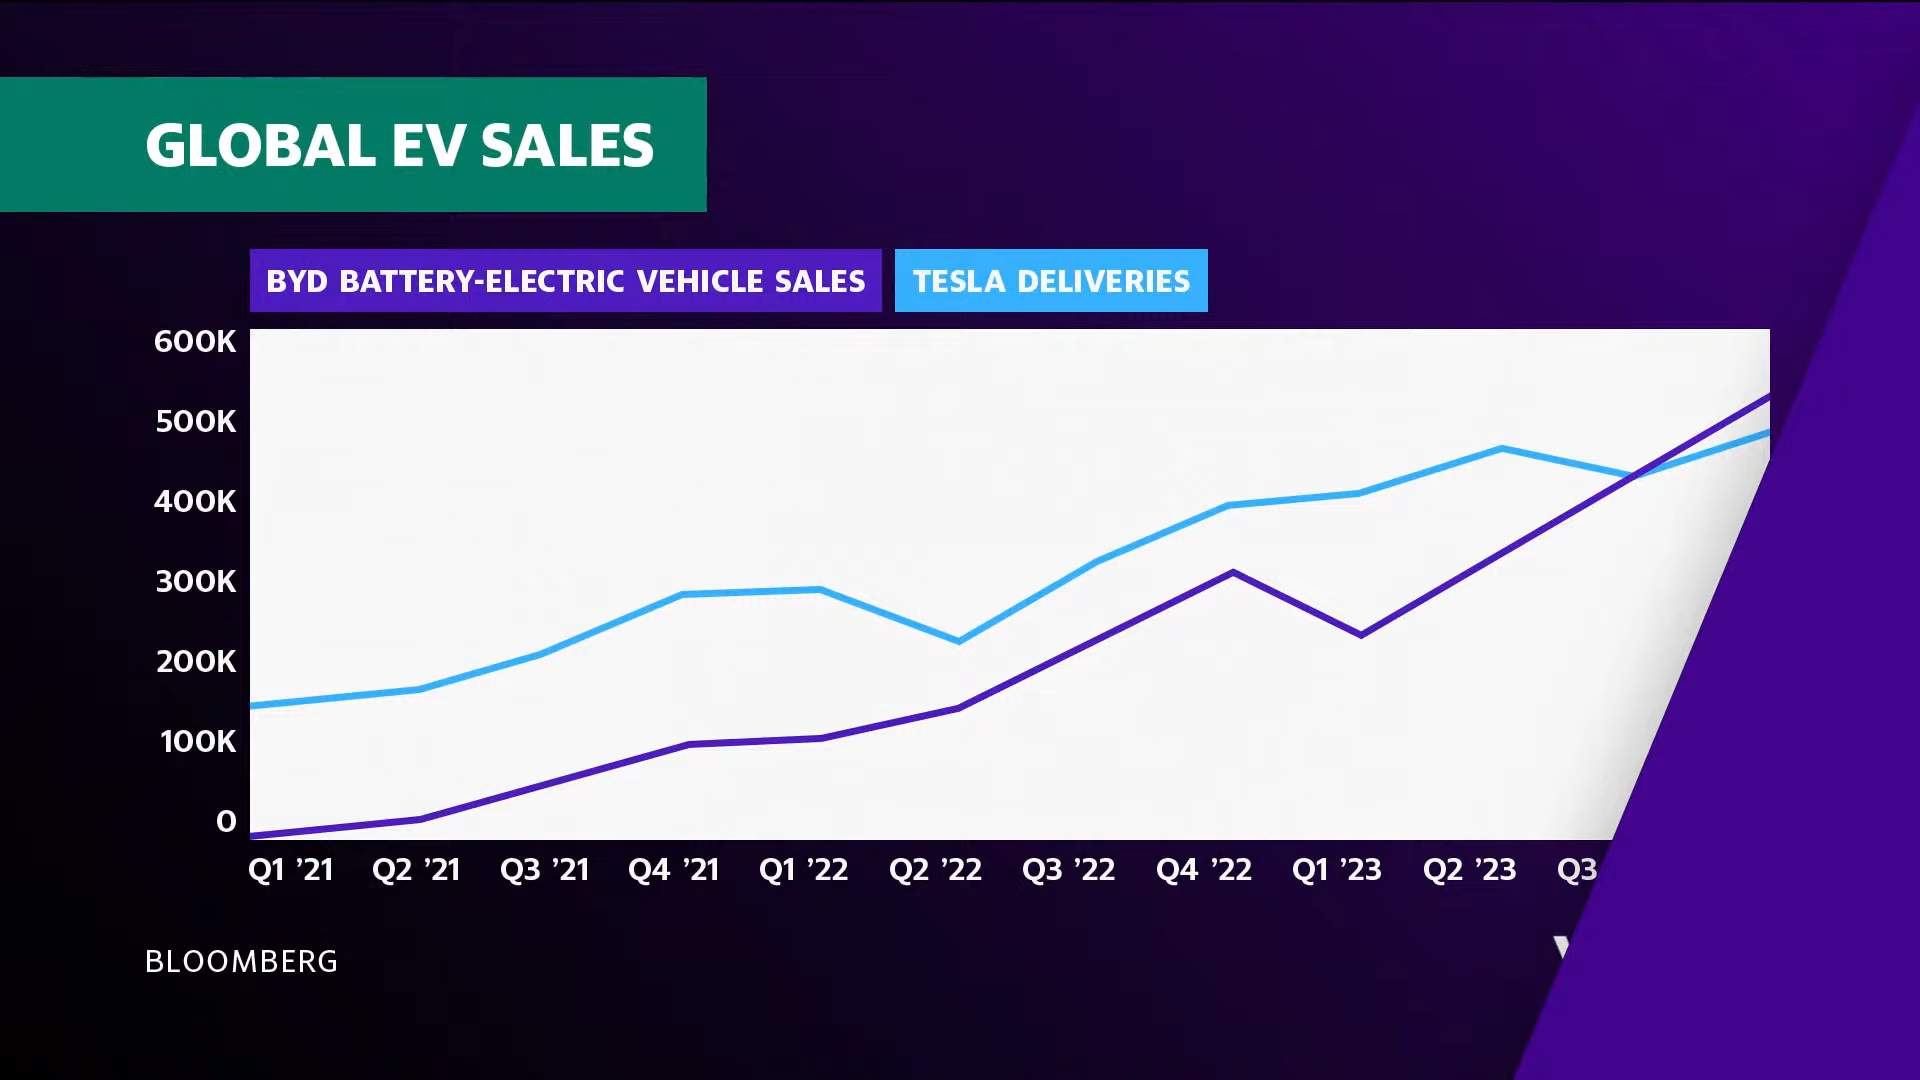 GLOBAL EV SALES
BYD BATTERY-ELECTRIC VEHICLE SALES TESLA DELIVERIES
600K
500K
400K
300K
200K
100K
0
Q1 ’21 Q2 ’21 Q3 ’21 Q4 ’21 Q1 ’22 Q2 ’22 Q3 ’22 Q4 ’22 Q1 ’23 Q2 ’23 Q3
BLOOMBERG